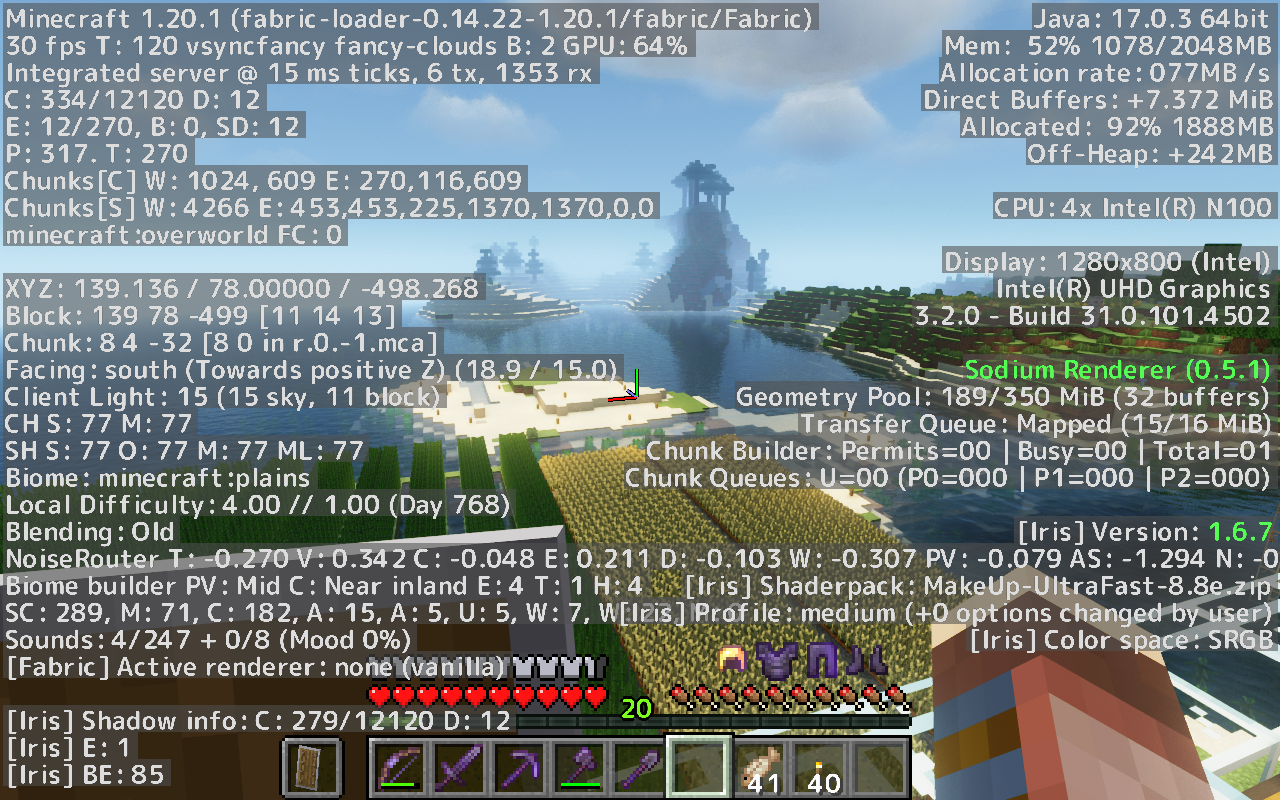 Minecraft 1.20.1 (fabric-loader-0.14.22-1.20.1/fabric/Fabric)
30 fps T: 120 vsyncfancy fancy-clouds B: 2 GPU: 64%
Integrated server @ 15 ms ticks, 6 tx, 1353 rx
C: 334/12120 D: 12
E: 12/270, B: 0, SD: 12
P: 317. T: 270
Chunks[C] W: 1024, 609 E: 270,116,609
Chunks[S] W: 4266 E: 453,453,225,1370,1370,0,0
minecraft:overworld FC: 0
XYZ: 139.136 / 78.00000 / -498.268
Block: 139 78 -499 [11 14 13]
Chunk: 8 4 -32 [8 0 in r.0.-1.mca]
Facing: south (Towards positive Z) (18.9 / 15.0)
Client Light: 15 (15 sky, 11 block)
CH S: 77 M: 77
SH S: 77 O: 77 M: 77 ML: 77
Biome: minecraft:plains
Local Difficulty: 4.00 // 1.00 (Day 768)
Blending: Old
NoiseRouter T: -0.270 V: 0.342 C: -0.048 E: 0.211 D: -0.103 W: -0.307 PV: -0.079 AS: -1.294 N: -0
Biome builder PV: Mid C: Near inland E: 4 T: 1 H: 4
SC: 289, M: 71, C: 182, A: 15, A: 5, U: 5, W: 7, W
Sounds: 4/247 + 0/8 (Mood 0%)
[Fabric] Active renderer: none (vanilla)
[Iris] Shadow info: C: 279/12120 D: 12
[Iris] E: 1
[Iris] BE: 85
Java: 17.0.3 64bit
Mem: 52% 1078/2048MB
Allocation rate: 077MB /s
Direct Buffers: +7.372 MiB
Allocated: 92% 1888MB
Off-Heap: +242MB
CPU: 4x Intel(R) N100
Display: 1280x800 (Intel)
Intel(R) UHD Graphics
3.2.0 - Build 31.0.101.4502
Sodium Renderer (0.5.1)
Geometry Pool: 189/350 MiB (32 buffers)
Transfer Queue: Mapped (15/16 MiB)
Chunk Builder: Permits=00 | Busy=00 | Total=01
Chunk Queues: U=00 (P0=000 | P1=000 | P2=000)
[Iris] Version: 1.6.7
[Iris] Shaderpack: MakeUp-UltraFast-8.8e.zip
[Iris] Profile: medium (+0 options changed by user)
[Iris] Color space: SRGB
20
41
40